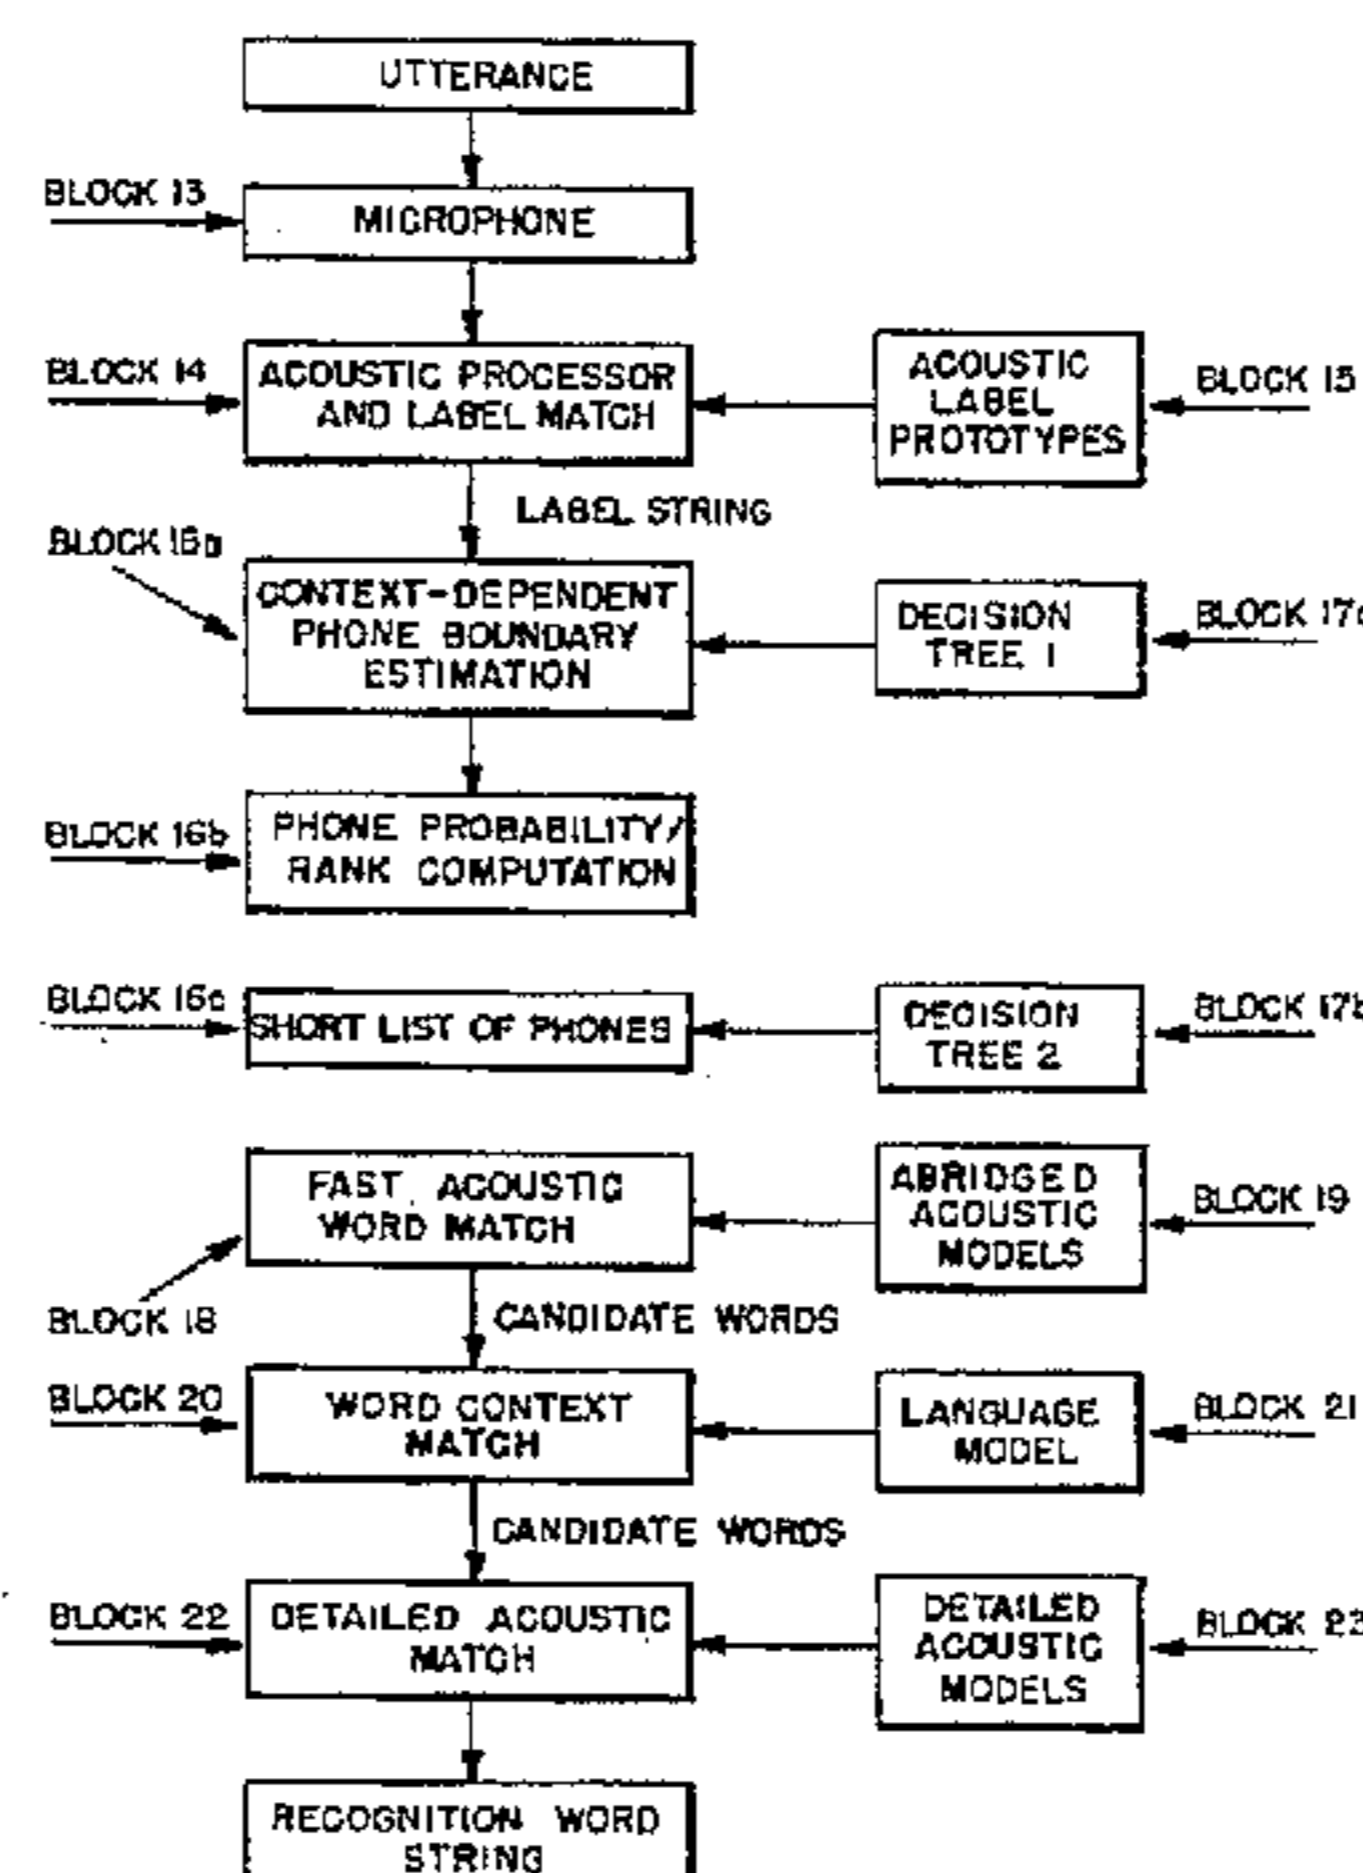 UTTERANCE
BLOCK 13
MICROPHONE
BLOCK 14
ACOUSTIC PROCESSOR
AND LABEL MATCH
ACOUSTIC
LABEL
PROTOTYPES
BLOCK 15
LABEL STRING
BLOCK 16a
CONTEXT-DEPENDENT
PHONE BOUNDARY
ESTIMATION
DECISION
TREE 1
BLOCK 17a
BLOCK 16b
PHONE PROBABILITY/
RANK COMPUTATION
BLOCK 16c
SHORT LIST OF PHONES
DECISION
TREE 2
BLOCK 17b
FAST ACOUSTIC
WORD MATCH
ABRIDGED
ACOUSTIC
MODELS
BLOCK 19
BLOCK 18
CANDIDATE WORDS
BLOCK 20
WORD CONTEXT
MATCH
LANGUAGE
MODEL
BLOCK 21
CANDIDATE WORDS
BLOCK 22
DETAILED ACOUSTIC
MATCH
DETAILED
ACOUSTIC
MODELS
BLOCK 23
RECOGNITION WORD
STRING